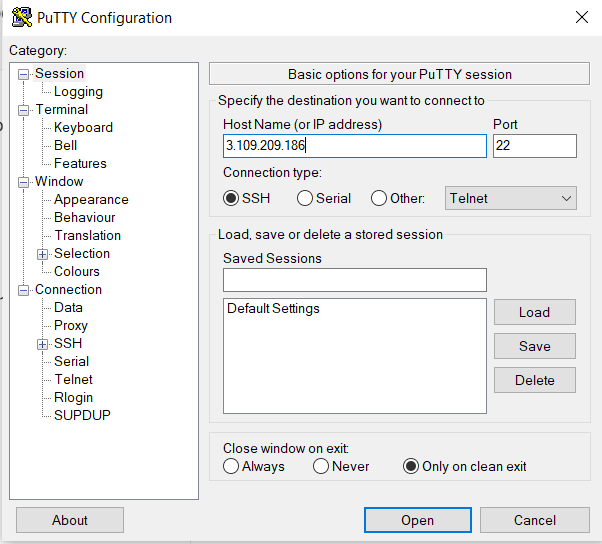 PuTTY Configuration
Category:
Session
Logging
Terminal
Keyboard
Bell
Features
Window
Appearance
Behaviour
Translation
Selection
Colours
Connection
Data
Proxy
SSH
Serial
Telnet
Rlogin
SUPDUP
Basic options for your PuTTY session
Specify the destination you want to connect to
Host Name (or IP address) Port
3.109.209.186 22
Connection type:
SSH Serial Other: Telnet
Load, save or delete a stored session
Saved Sessions
Default Settings
Load
Save
Delete
Close window on exit:
Always Never Only on clean exit
About Open Cancel